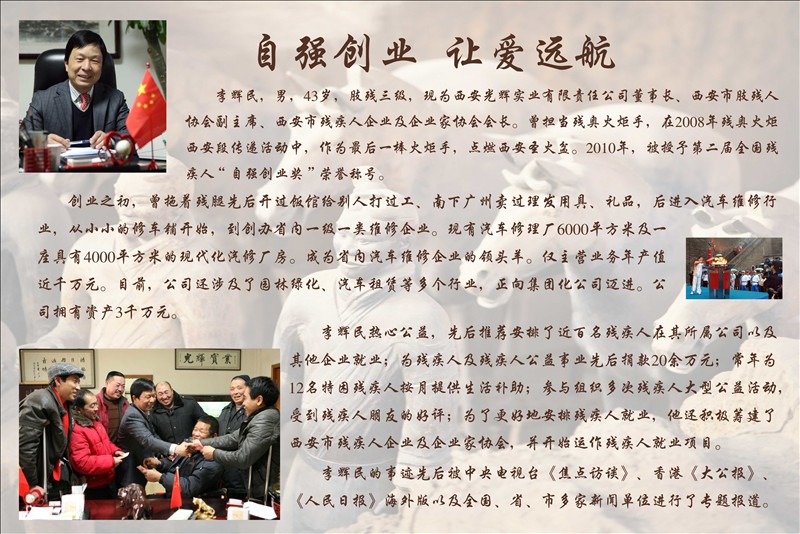 自强创业 让爱远航
李辉民，男，43岁，肢残三级，现为西安光辉实业有限责任公司董事长、西安市肢残人
协会副主席、西安市残疾人企业及企业家协会会长。曾担当残奥火炬手，在2008年残奥火炬
西安段传递活动中，作为最后一棒火炬手，点燃西安圣火盆。2010年，被授予第二届全国残
疾人“自强创业奖”荣誉称号。
创业之初，曾拖着残腿先后开过饭馆给别人打过工、南下广州卖过理发用具、礼品，后进入汽车维修行
业，从小小的修车铺开始，到创办省内一级一类维修企业。现有汽车修理厂6000平方米及一
座具有4000平方米的现代化汽修厂房。成为省内汽车维修企业的领头羊。仅主营业务年产值
近千万元。目前，公司还涉及了园林绿化、汽车租赁等多个行业，正向集团化公司迈进。公
司拥有资产3千万元。
光輝實業
李辉民热心公益，先后推荐安排了近百名残疾人在其所属公司以及
其他企业就业；为残疾人及残疾人公益事业先后捐款20余万元；常年为
12名特困残疾人按月提供生活补助；参与组织多次残疾人大型公益活动，
受到残疾人朋友的好评；为了更好地安排残疾人就业，他还积极筹建了
西安市残疾人企业及企业家协会，并开始运作残疾人就业项目。
李辉民的事迹先后被中央电视台《焦点访谈》、香港《大公报》、
《人民日报》海外版以及全国、省、市多家新闻单位进行了专题报道。